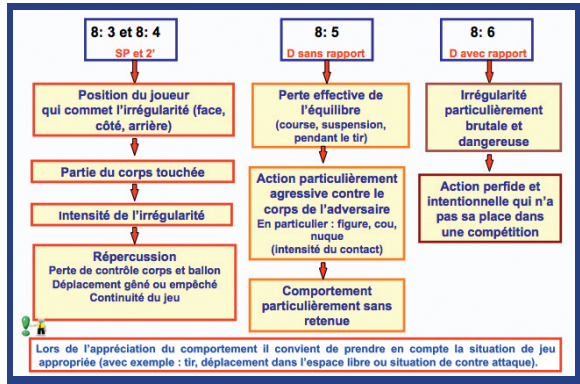 8: 3 et 8: 4
SP et 2'
Position du joueur
qui commet l'irrégularité (face,
côté, arrière)
Partie du corps touchée
Intensité de l'irrégularité
Répercussion
Perte de contrôle corps et ballon
Déplacement gêné ou empêché
Continuité du jeu
8: 5
D sans rapport
Perte effective de
l'équilibre
(course, suspension,
pendant le tir)
Action particulièrement
agressive contre le
corps de l'adversaire
En particulier : figure, cou,
nuque
(intensité du contact)
Comportement
particulièrement sans
retenue
8: 6
D avec rapport
Irrégularité
particulièrement
brutale et
dangereuse
Action perfide et
intentionnelle qui n'a
pas sa place dans
une compétition
Lors de l'appréciation du comportement il convient de prendre en compte la situation de jeu
appropriée (avec exemple : tir, déplacement dans l'espace libre ou situation de contre attaque).